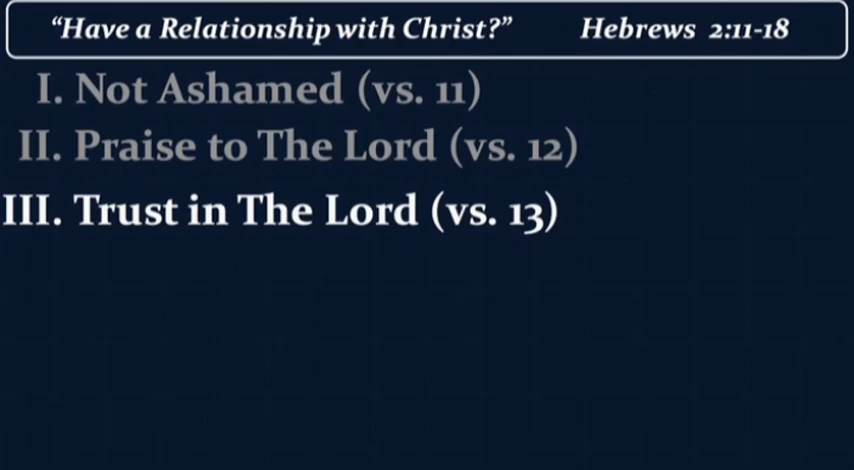 “Have a Relationship with Christ?” Hebrews 2:11-18
I. Not Ashamed (vs. 11)
II. Praise to The Lord (vs. 12)
III. Trust in The Lord (vs. 13)